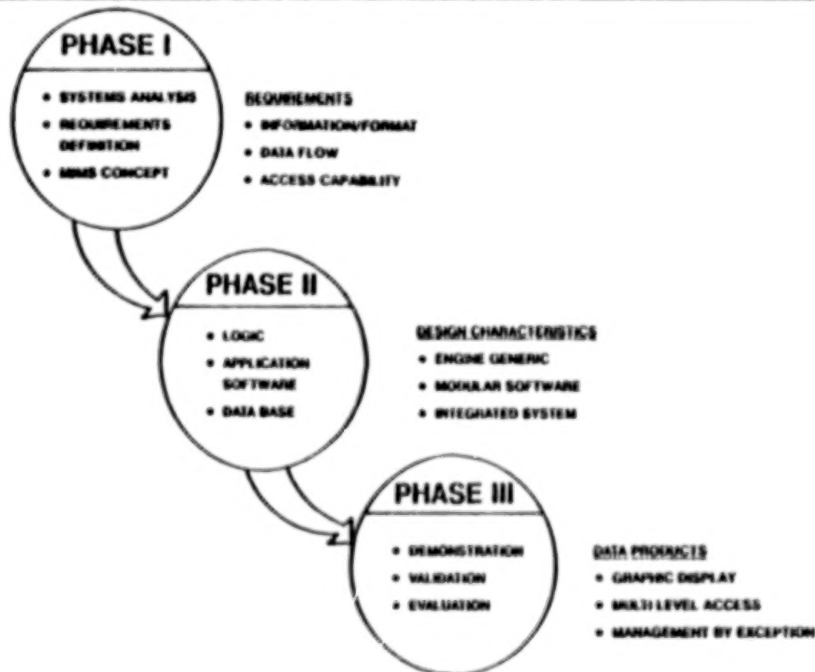 PHASE I
• SYSTEMS ANALYSIS
• REQUIREMENTS
DEFINITION
• MIMS CONCEPT
REQUIREMENTS
• INFORMATION/FORMAT
• DATA FLOW
• ACCESS CAPABILITY
PHASE II
• LOGIC
• APPLICATION
SOFTWARE
• DATA BASE
DESIGN CHARACTERISTICS
• ENGINE GENERIC
• MODULAR SOFTWARE
• INTEGRATED SYSTEM
PHASE III
• DEMONSTRATION
• VALIDATION
• EVALUATION
DATA PRODUCTS
• GRAPHIC DISPLAY
• MULTI LEVEL ACCESS
• MANAGEMENT BY EXCEPTION